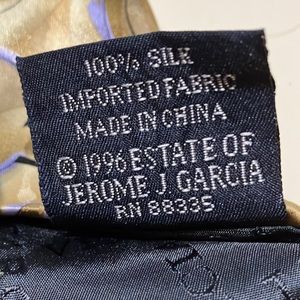 100% SILK
IMPORTED FABRIC
MADE IN CHINA
© 1996 ESTATE OF
JEROME J. GARCIA
RN 88335